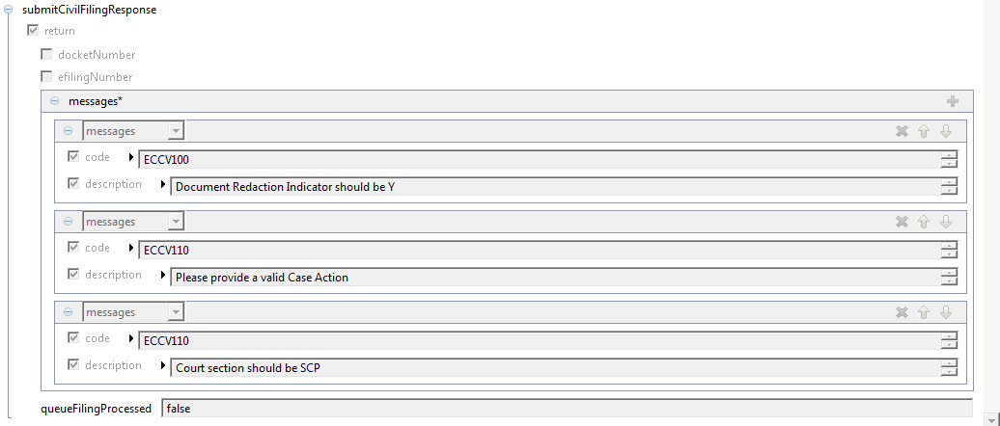 submitCivilFilingResponse
return
docketNumber
efilingNumber
messages*
messages
code ECCV100
description Document Redaction Indicator should be Y
messages
code ECCV110
description Please provide a valid Case Action
messages
code ECCV110
description Court section should be SCP
queueFilingProcessed false